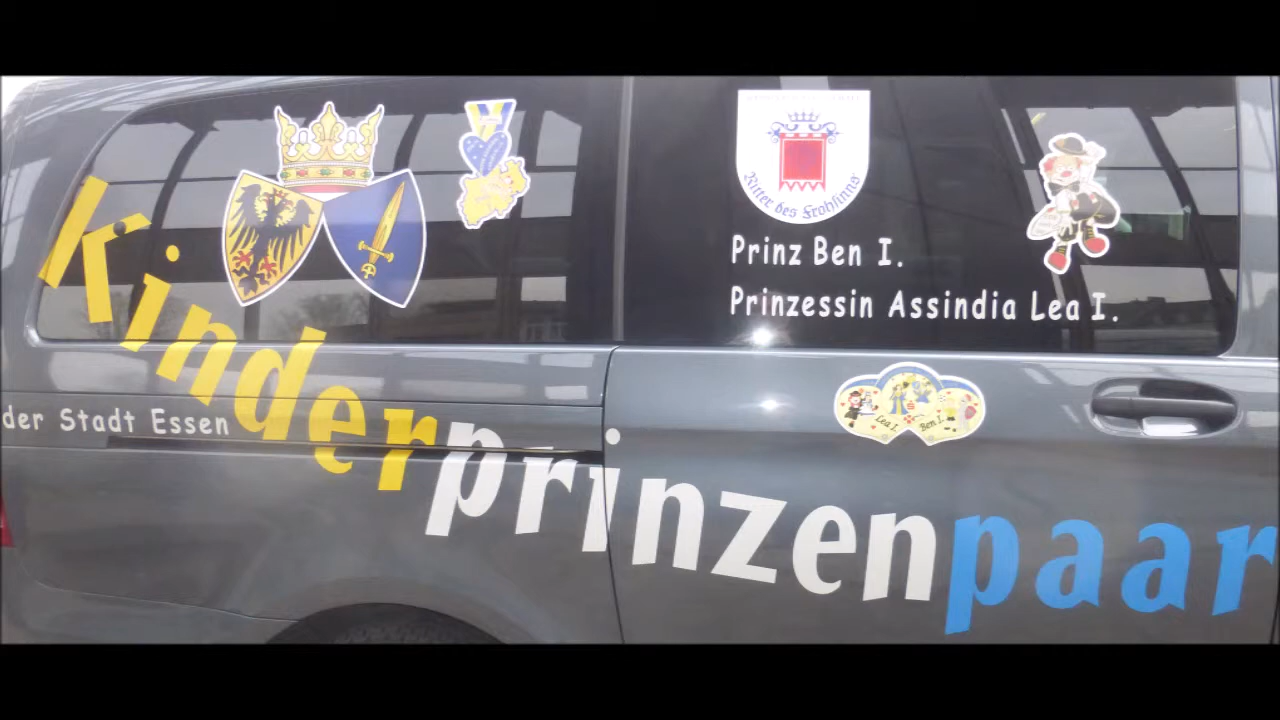 Ritter des Frohsinns
Prinz Ben I.
Prinzessin Assindia Lea I.
Kinderprinzenpaar
der Stadt Essen
Lea I. Ben I.